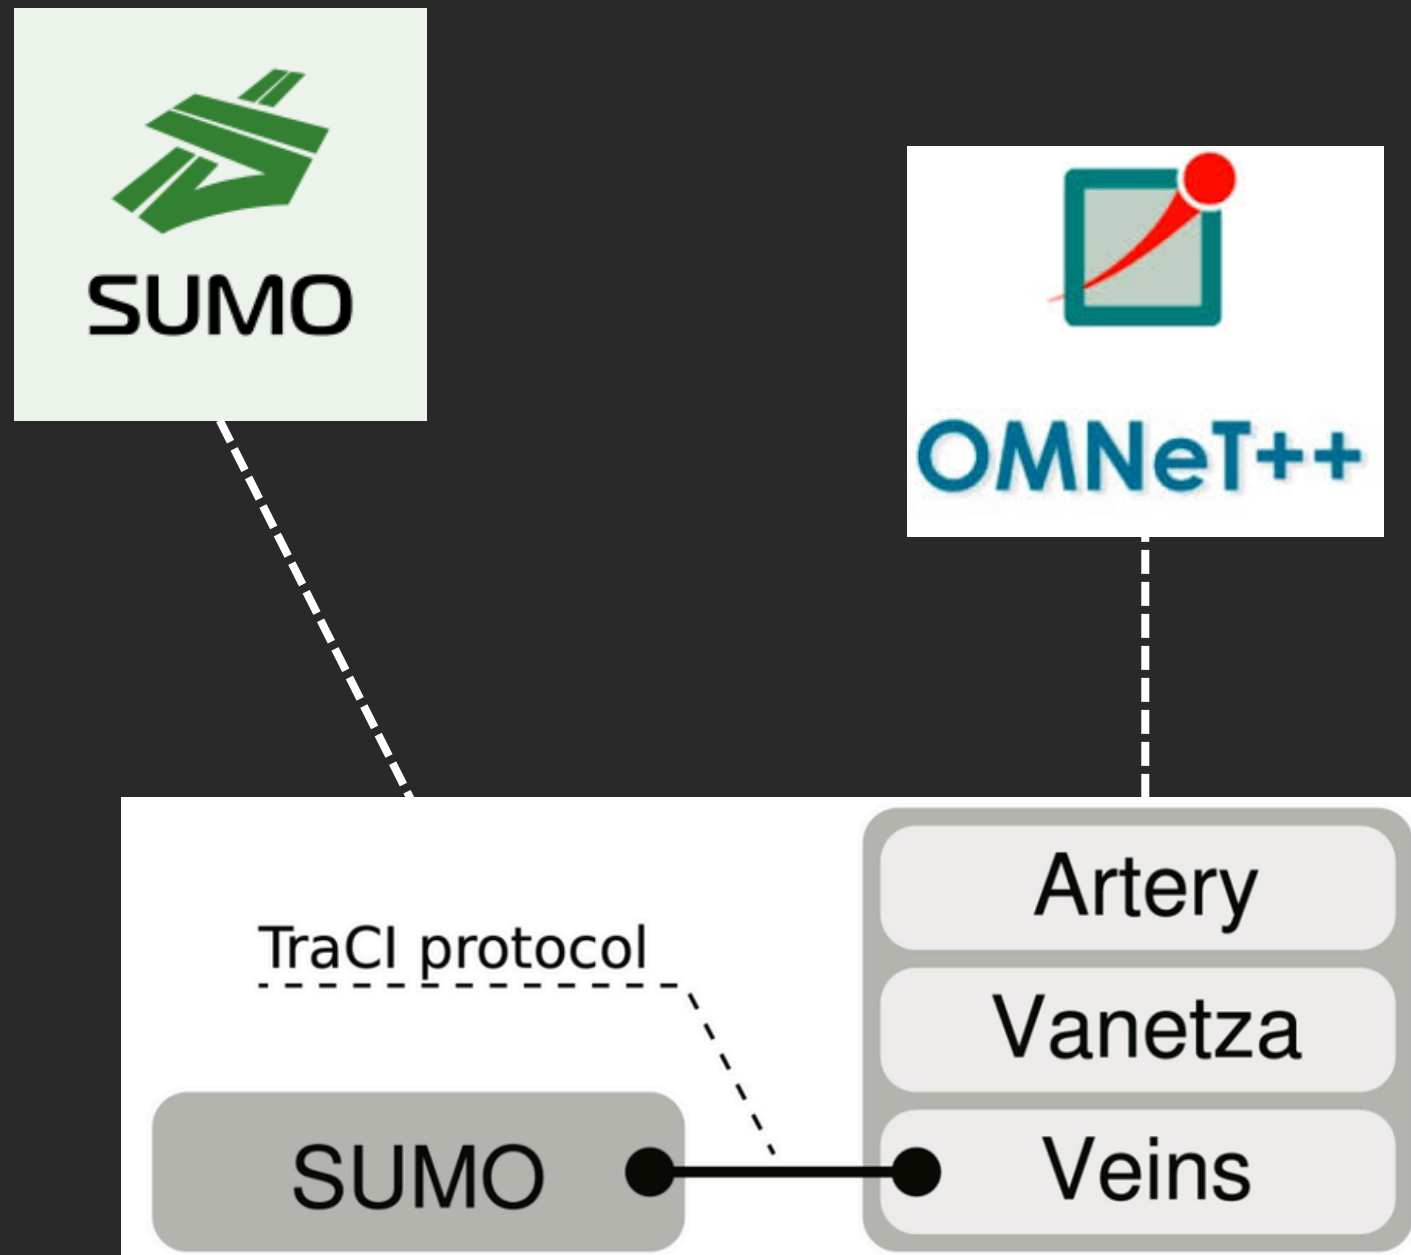 SUMO
OMNeT++
TraCI protocol
SUMO
Artery
Vanetza
Veins